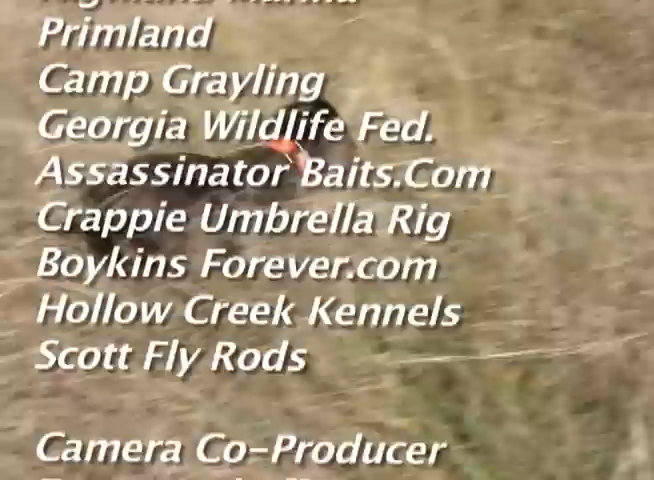 Primland
Camp Grayling
Georgia Wildlife Fed.
Assassinator Baits.Com
Crappie Umbrella Rig
Boykins Forever.com
Hollow Creek Kennels
Scott Fly Rods
Camera Co-Producer